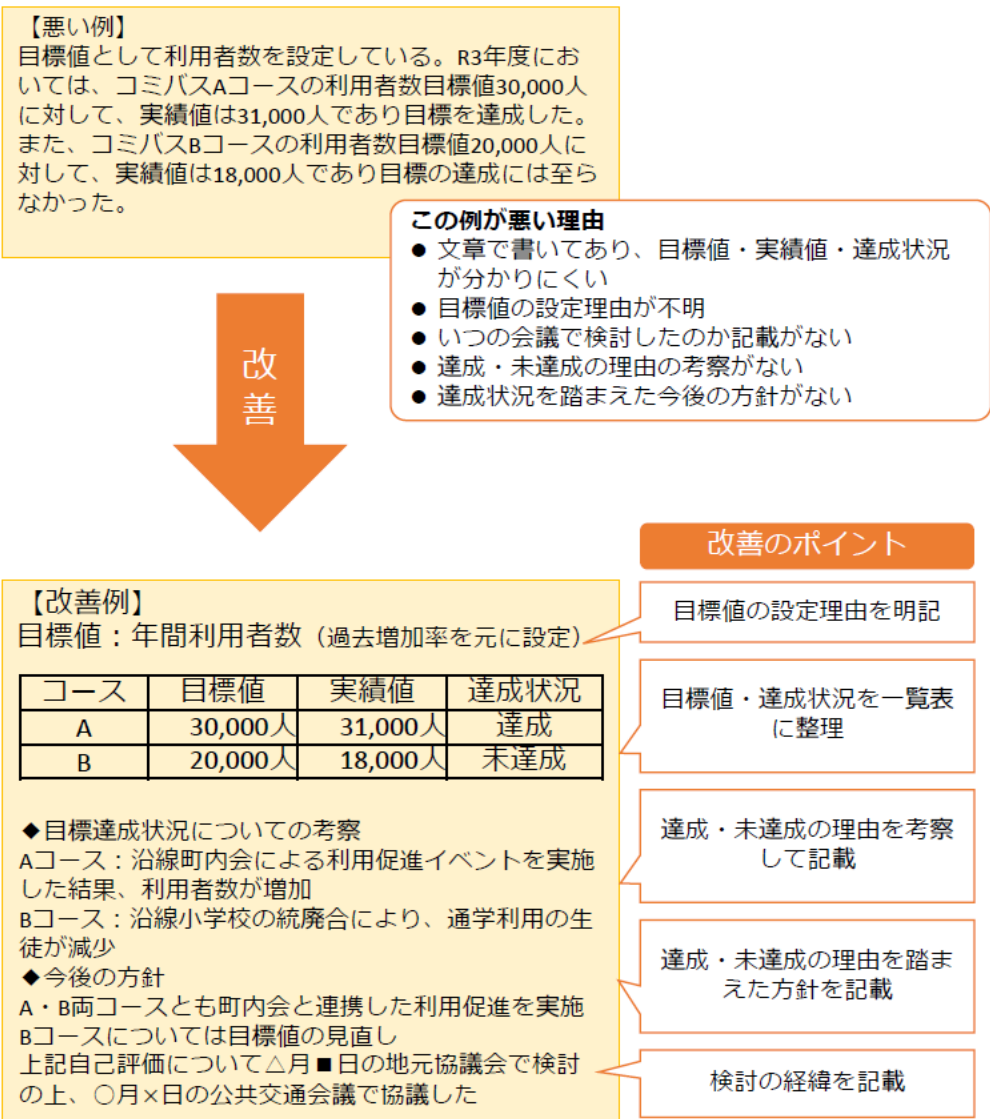 【悪い例】
目標値として利用者数を設定している。R3年度にお
いては、コミバスAコースの利用者数目標値30,000人
に対して、実績値は31,000人であり目標を達成した。
また、コミバスBコースの利用者数目標値20,000人に
対して、実績値は18,000人であり目標の達成には至ら
なかった。
この例が悪い理由
● 文章で書いてあり、目標値・実績値・達成状況
が分かりにくい
● 目標値の設定理由が不明
● いつの会議で検討したのか記載がない
● 達成・未達成の理由の考察がない
● 達成状況を踏まえた今後の方針がない
改
善
改善のポイント
【改善例】
目標値：年間利用者数（過去増加率を元に設定）
目標値の設定理由を明記
コース 目標値 実績値 達成状況
A 30,000人 31,000人 達成
B 20,000人 18,000人 未達成
目標値・達成状況を一覧表
に整理
◆目標達成状況についての考察
Aコース：沿線町内会による利用促進イベントを実施
した結果、利用者数が増加
Bコース：沿線小学校の統廃合により、通学利用の生
徒が減少
達成・未達成の理由を考察
して記載
◆今後の方針
A・B両コースとも町内会と連携した利用促進を実施
Bコースについては目標値の見直し
達成・未達成の理由を踏ま
えた方針を記載
上記自己評価について△月■日の地元協議会で検討
の上、○月×日の公共交通会議で協議した
検討の経緯を記載